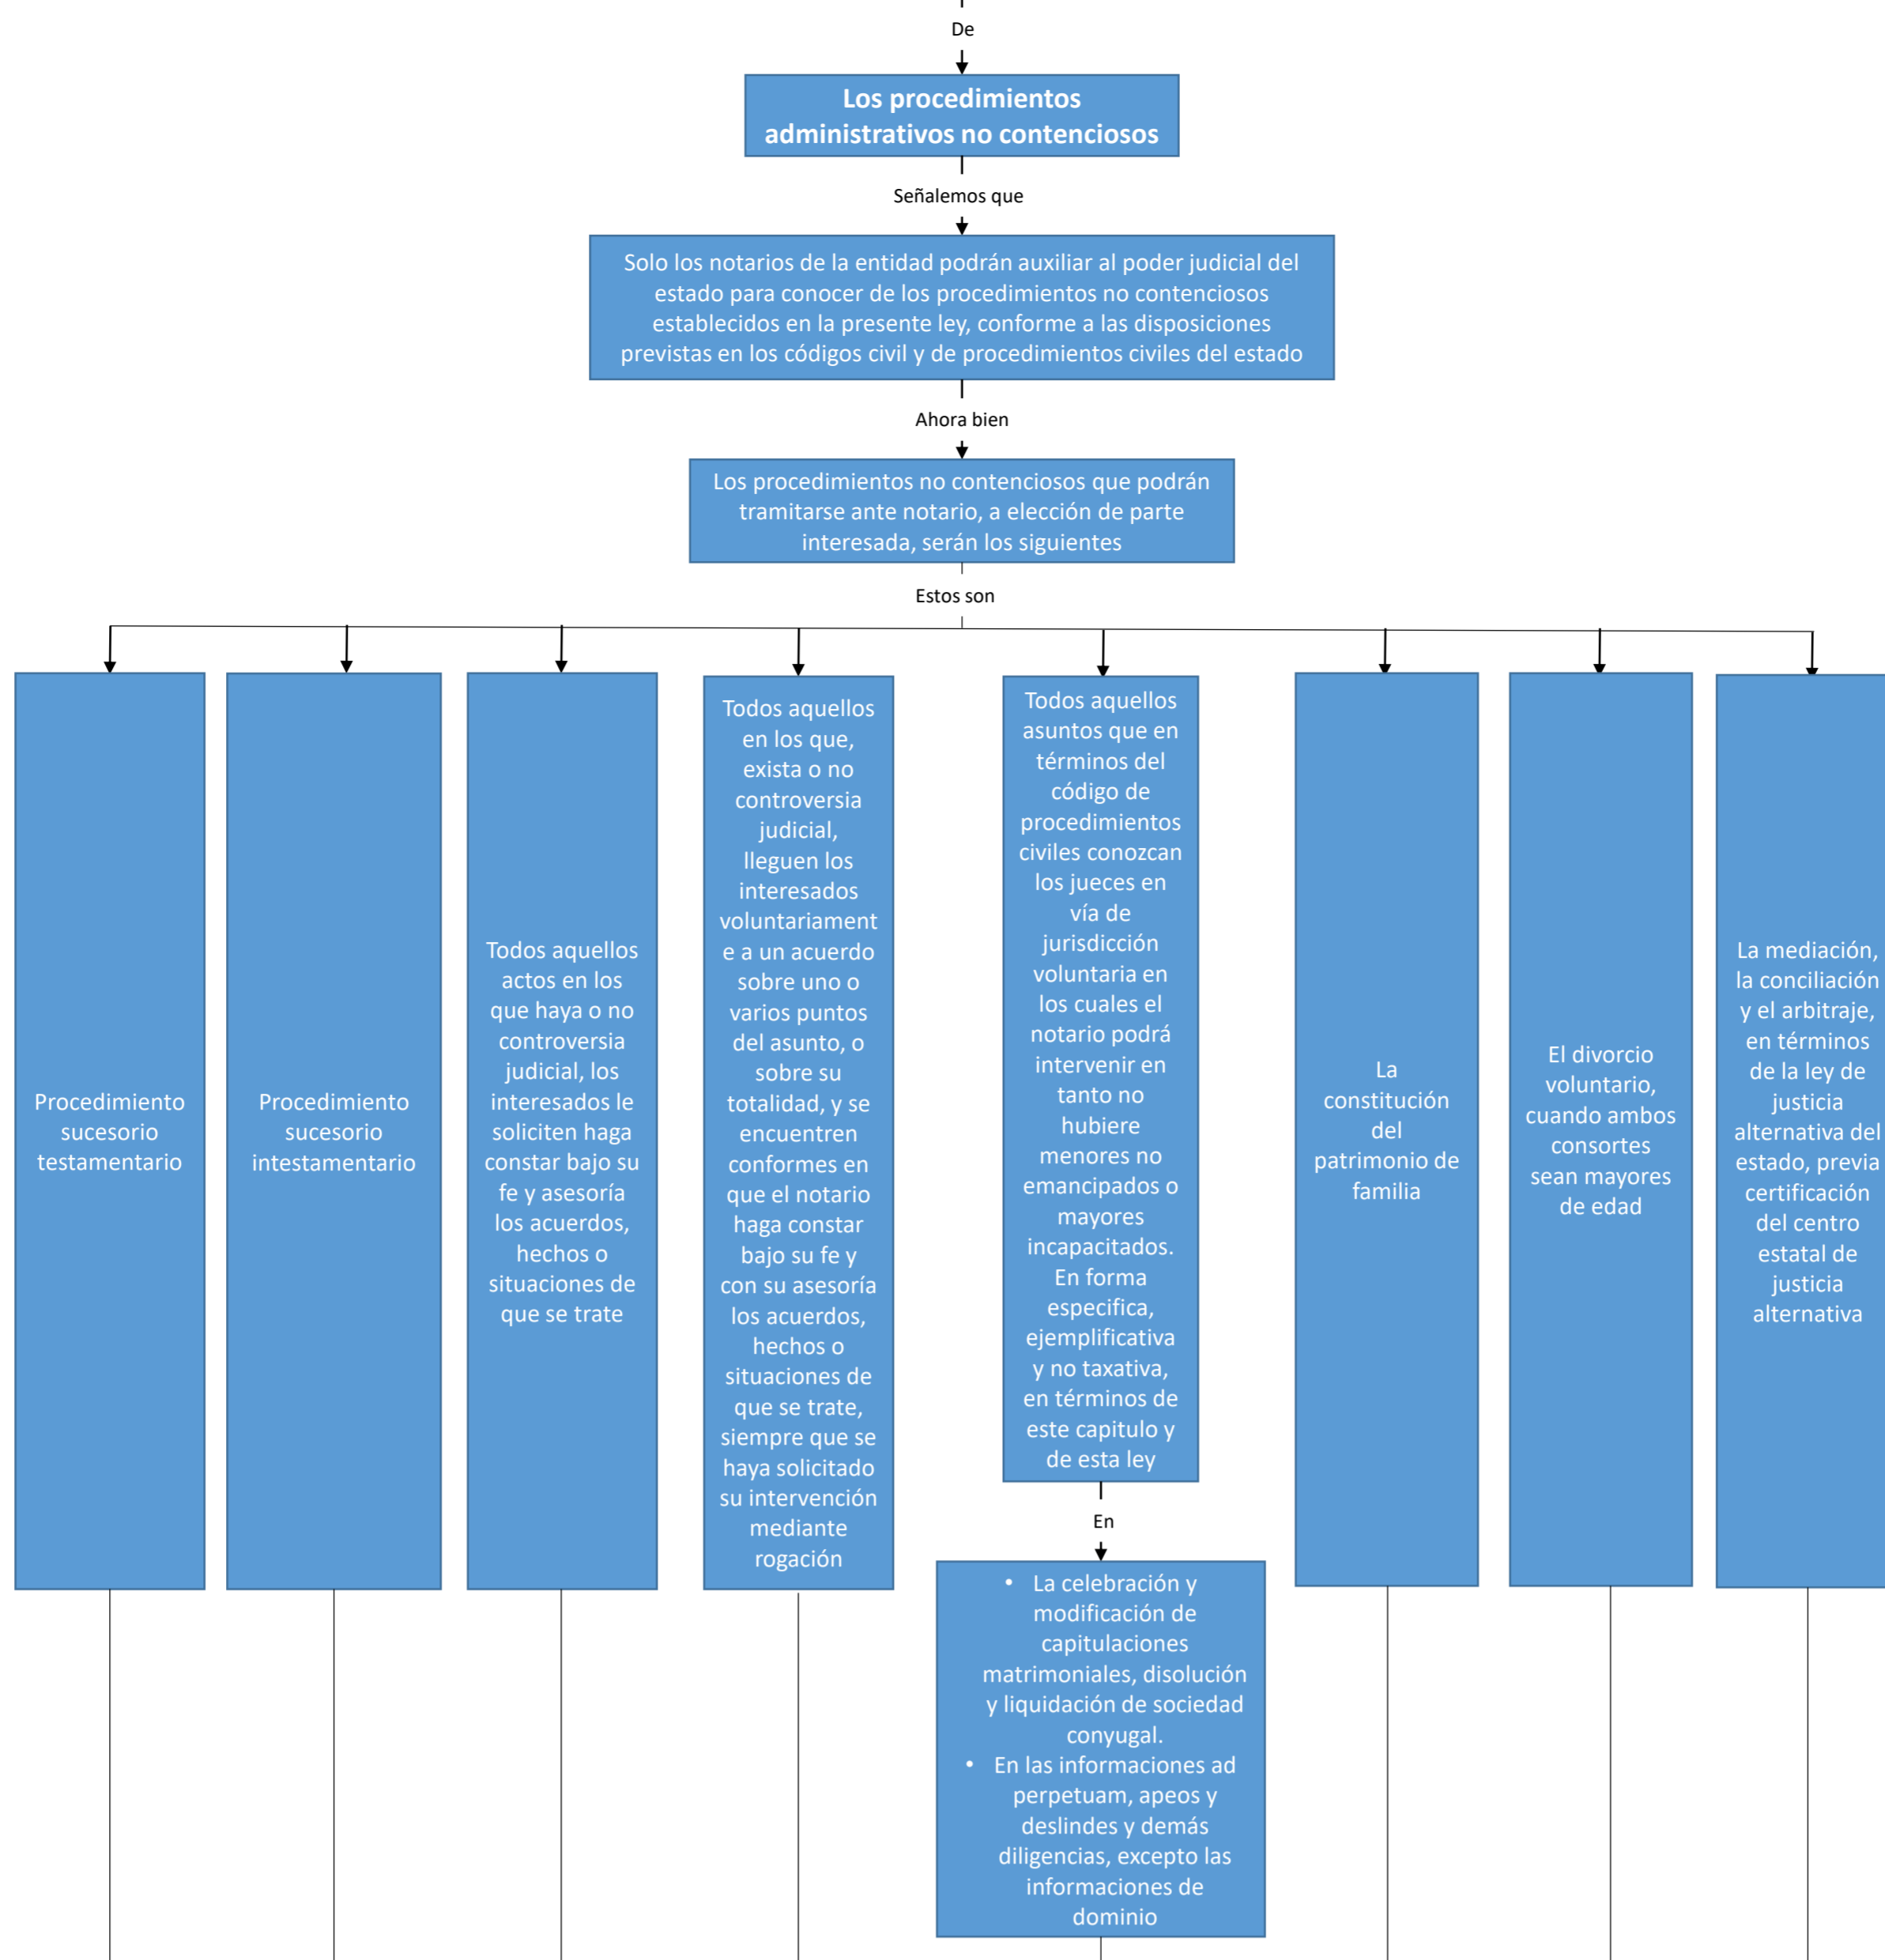 De
Los procedimientos
administrativos no contenciosos
Señalemos que
Solo los notarios de la entidad podrán auxiliar al poder judicial del
estado para conocer de los procedimientos no contenciosos
establecidos en la presente ley, conforme a las disposiciones
previstas en los códigos civil y de procedimientos civiles del estado
Ahora bien
Los procedimientos no contenciosos que podrán
tramitarse ante notario, a elección de parte
interesada, serán los siguientes
Estos son
Procedimiento
sucesorio
testamentario
Procedimiento
sucesorio
intestamentario
Todos aquellos
actos en los
que haya o no
controversia
judicial, los
interesados le
soliciten haga
constar bajo su
fe y asesoría
los acuerdos,
hechos o
situaciones de
que se trate
Todos aquellos
en los que,
exista o no
controversia
judicial,
lleguen los
interesados
voluntariament
e a un acuerdo
sobre uno o
varios puntos
del asunto, o
sobre su
totalidad, y se
encuentren
conformes en
que el notario
haga constar
bajo su fe y
con su asesoría
los acuerdos,
hechos o
situaciones de
que se trate,
siempre que se
haya solicitado
su intervención
mediante
rogación
Todos aquellos
asuntos que en
términos del
código de
procedimientos
civiles conozcan
los jueces en
vía de
jurisdicción
voluntaria en
los cuales el
notario podrá
intervenir en
tanto no
hubiere
menores no
emancipados o
mayores
incapacitados.
En forma
especifica,
ejemplificativa
y no taxativa,
en términos de
este capitulo y
de esta ley
En
• La celebración y
modificación de
capitulaciones
matrimoniales, disolución
y liquidación de sociedad
conyugal.
• En las informaciones ad
perpetuam, apeos y
deslindes y demás
diligencias, excepto las
informaciones de
dominio
La
constitución
del
patrimonio de
familia
El divorcio
voluntario,
cuando ambos
consortes
sean mayores
de edad
La mediación,
la conciliación
y el arbitraje,
en términos
de la ley de
justicia
alternativa del
estado, previa
certificación
del centro
estatal de
justicia
alternativa